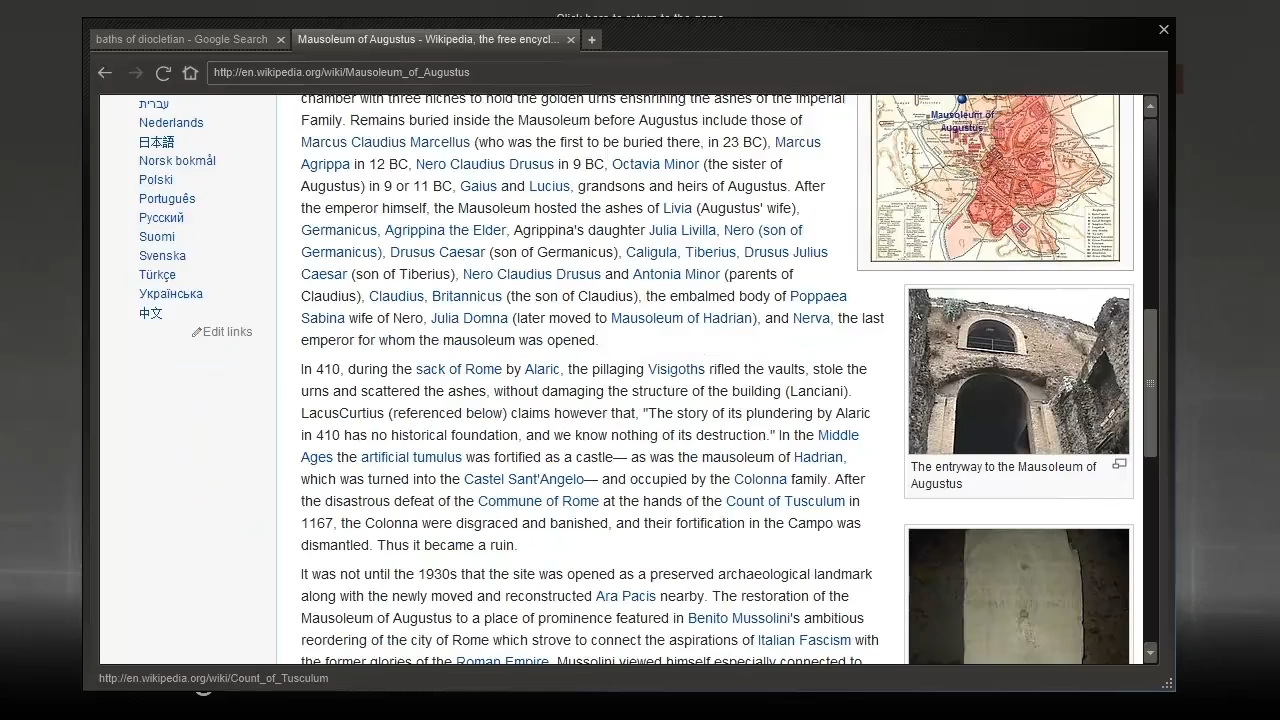 Click here to return to the game
baths of diocletian - Google Search
Mausoleum of Augustus - Wikipedia, the free encycl...
http://en.wikipedia.org/wiki/Mausoleum_of_Augustus
עברית
Nederlands
日本語
Norsk bokmål
Polski
Português
Русский
Suomi
Svenska
Türkçe
Українська
中文
Edit links
chamber with three niches to hold the golden urns enshrining the ashes of the Imperial
Family. Remains buried inside the Mausoleum before Augustus include those of
Marcus Claudius Marcellus (who was the first to be buried there, in 23 BC), Marcus
Agrippa in 12 BC, Nero Claudius Drusus in 9 BC, Octavia Minor (the sister of
Augustus) in 9 or 11 BC, Gaius and Lucius, grandsons and heirs of Augustus. After
the emperor himself, the Mausoleum hosted the ashes of Livia (Augustus' wife),
Germanicus, Agrippina the Elder, Agrippina's daughter Julia Livilla, Nero (son of
Germanicus), Drusus Caesar (son of Germanicus), Caligula, Tiberius, Drusus Julius
Caesar (son of Tiberius), Nero Claudius Drusus and Antonia Minor (parents of
Claudius), Claudius, Britannicus (the son of Claudius), the embalmed body of Poppaea
Sabina wife of Nero, Julia Domna (later moved to Mausoleum of Hadrian), and Nerva, the last
emperor for whom the mausoleum was opened.
In 410, during the sack of Rome by Alaric, the pillaging Visigoths rifled the vaults, stole the
urns and scattered the ashes, without damaging the structure of the building (Lanciani).
LacusCurtius (referenced below) claims however that, "The story of its plundering by Alaric
in 410 has no historical foundation, and we know nothing of its destruction." In the Middle
Ages the artificial tumulus was fortified as a castle— as was the mausoleum of Hadrian,
which was turned into the Castel Sant'Angelo— and occupied by the Colonna family. After
the disastrous defeat of the Commune of Rome at the hands of the Count of Tusculum in
1167, the Colonna were disgraced and banished, and their fortification in the Campo was
dismantled. Thus it became a ruin.
It was not until the 1930s that the site was opened as a preserved archaeological landmark
along with the newly moved and reconstructed Ara Pacis nearby. The restoration of the
Mausoleum of Augustus to a place of prominence featured in Benito Mussolini's ambitious
reordering of the city of Rome which strove to connect the aspirations of Italian Fascism with
the former glories of the Roman Empire. Mussolini viewed himself especially connected to
Mausoleum of
Augustus
The entryway to the Mausoleum of
Augustus
http://en.wikipedia.org/wiki/Count_of_Tusculum